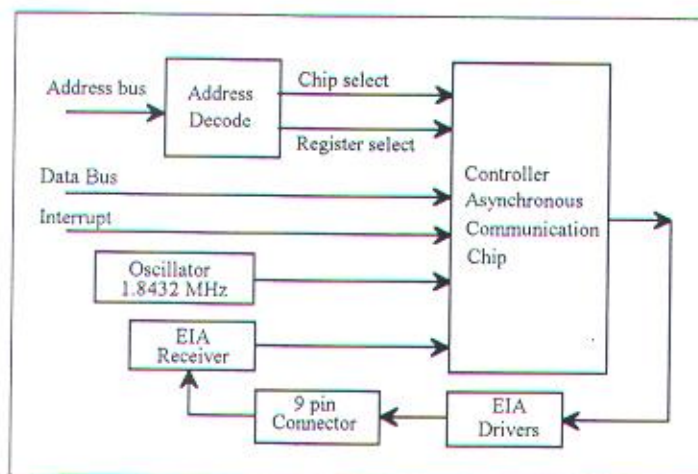 Address bus
Address
Decode
Chip select
Register select
Data Bus
Interrupt
Oscillator
1.8432 MHz
EIA
Receiver
Controller
Asynchronous
Communication
Chip
9 pin
Connector
EIA
Drivers